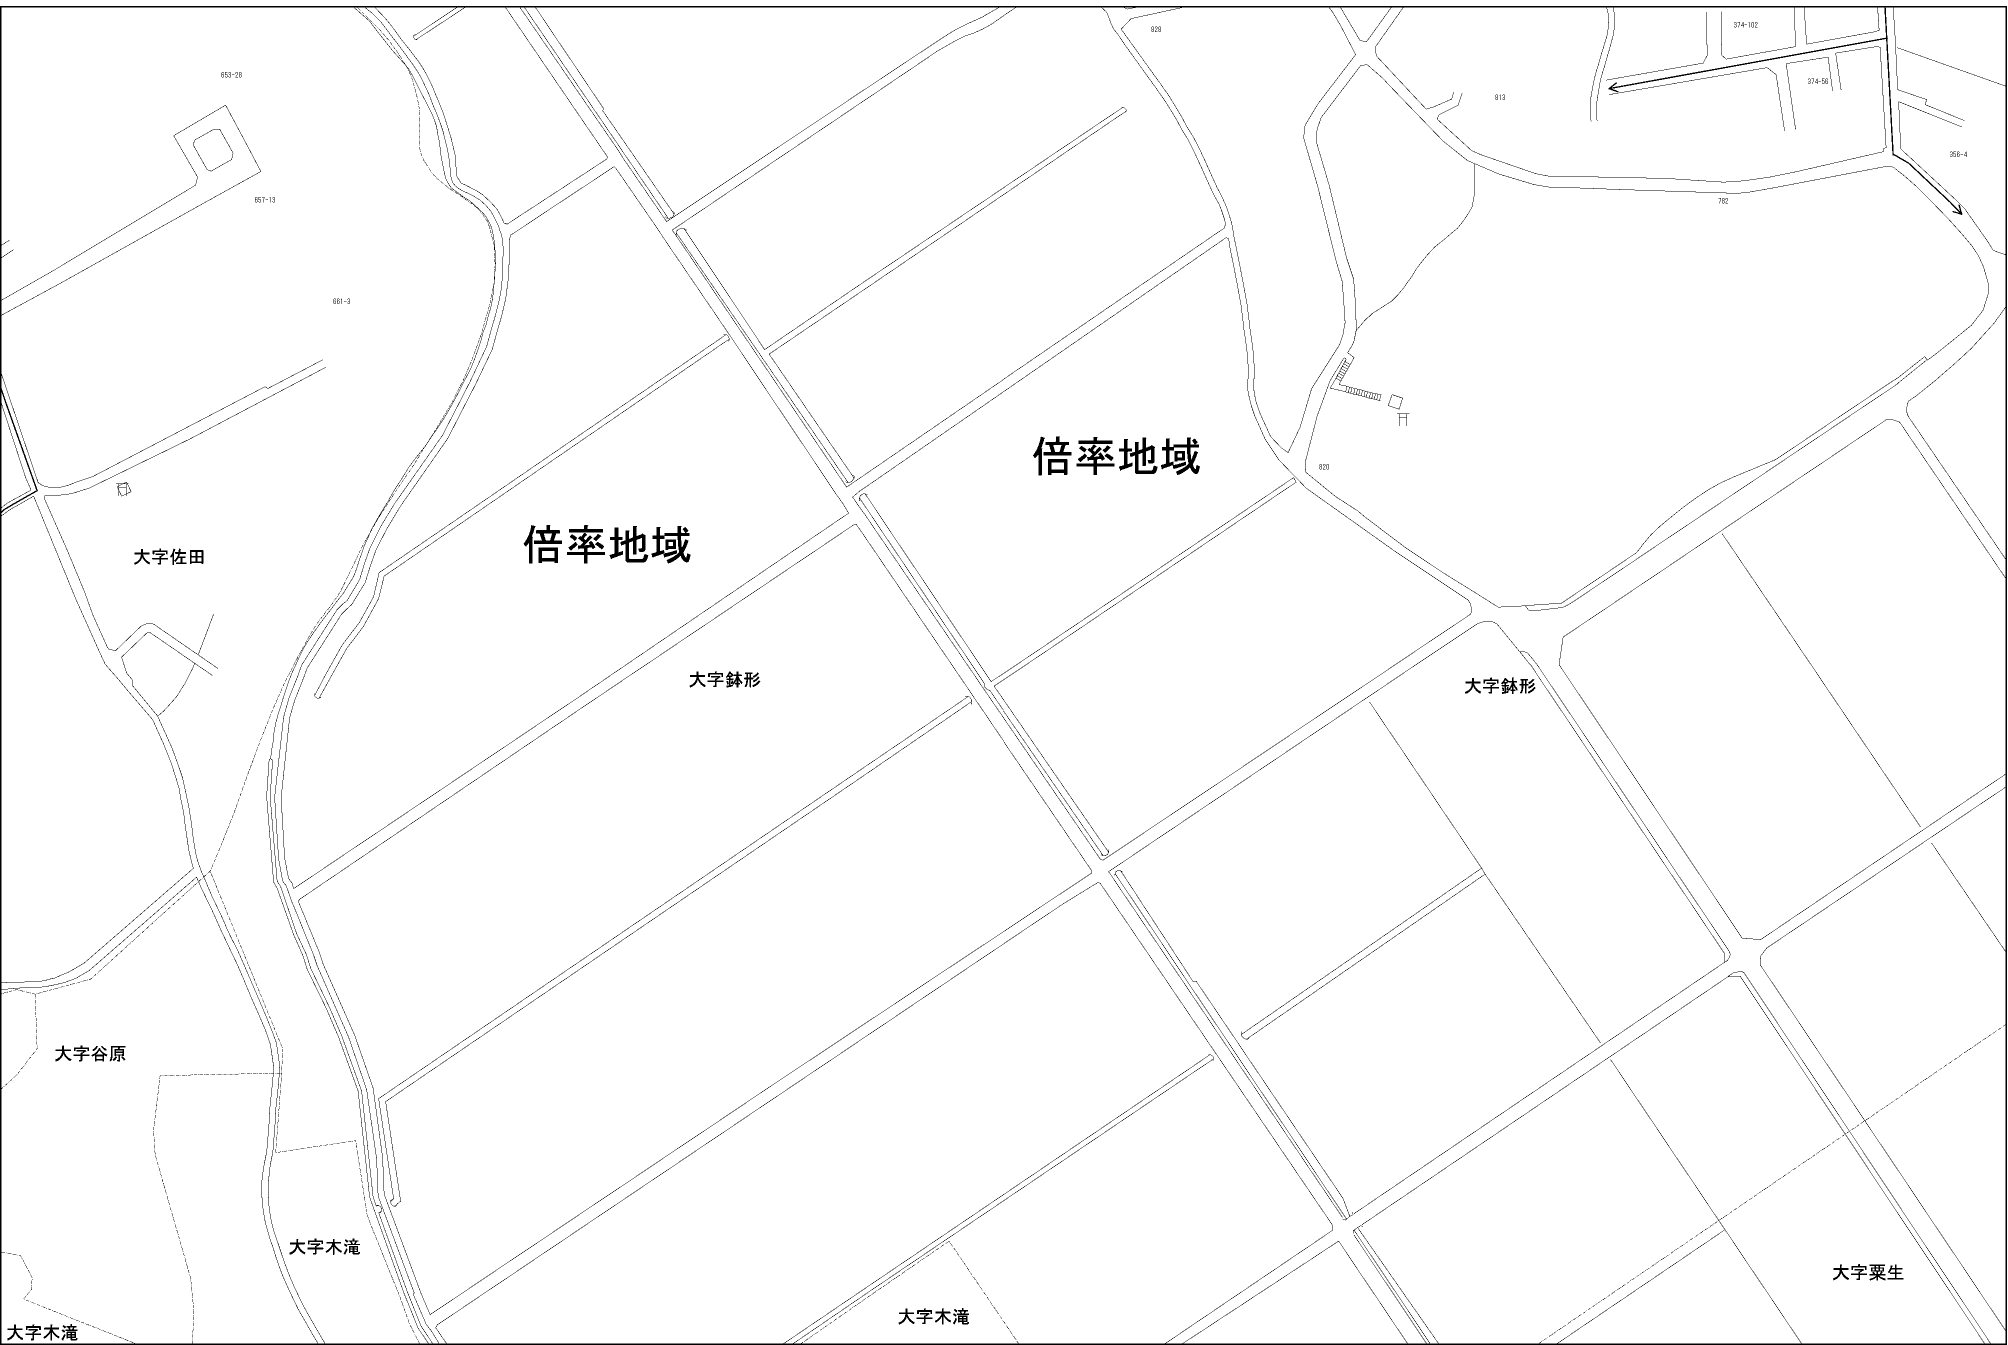 374-102
828
653-28
374-56
813
356-4
657-13
782
661-3
倍率地域
820
倍率地域
大字佐田
大字鉢形
大字鉢形
大字谷原
大字木滝
大字粟生
大字木滝
大字木滝